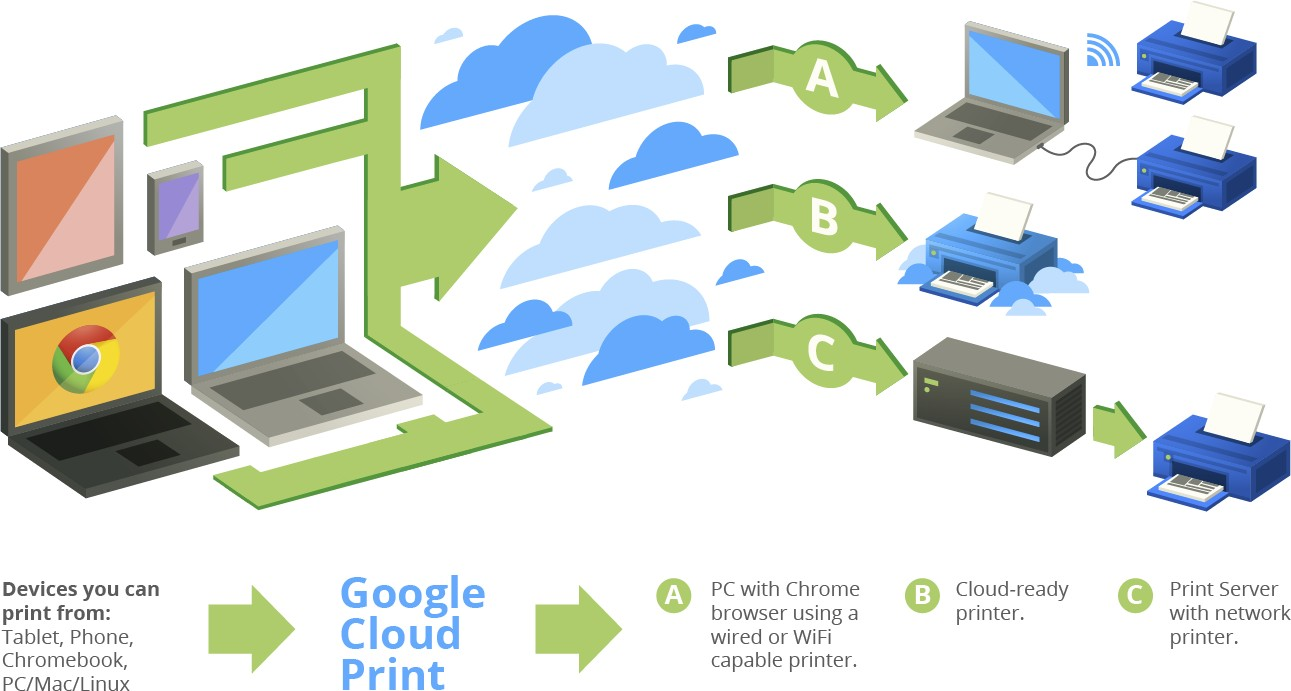 A
B
C
Devices you can
print from:
Tablet, Phone,
Chromebook,
PC/Mac/Linux
Google
Cloud
Print
A
PC with Chrome
browser using a
wired or WiFi
capable printer.
B
Cloud-ready
printer.
C
Print Server
with network
printer.